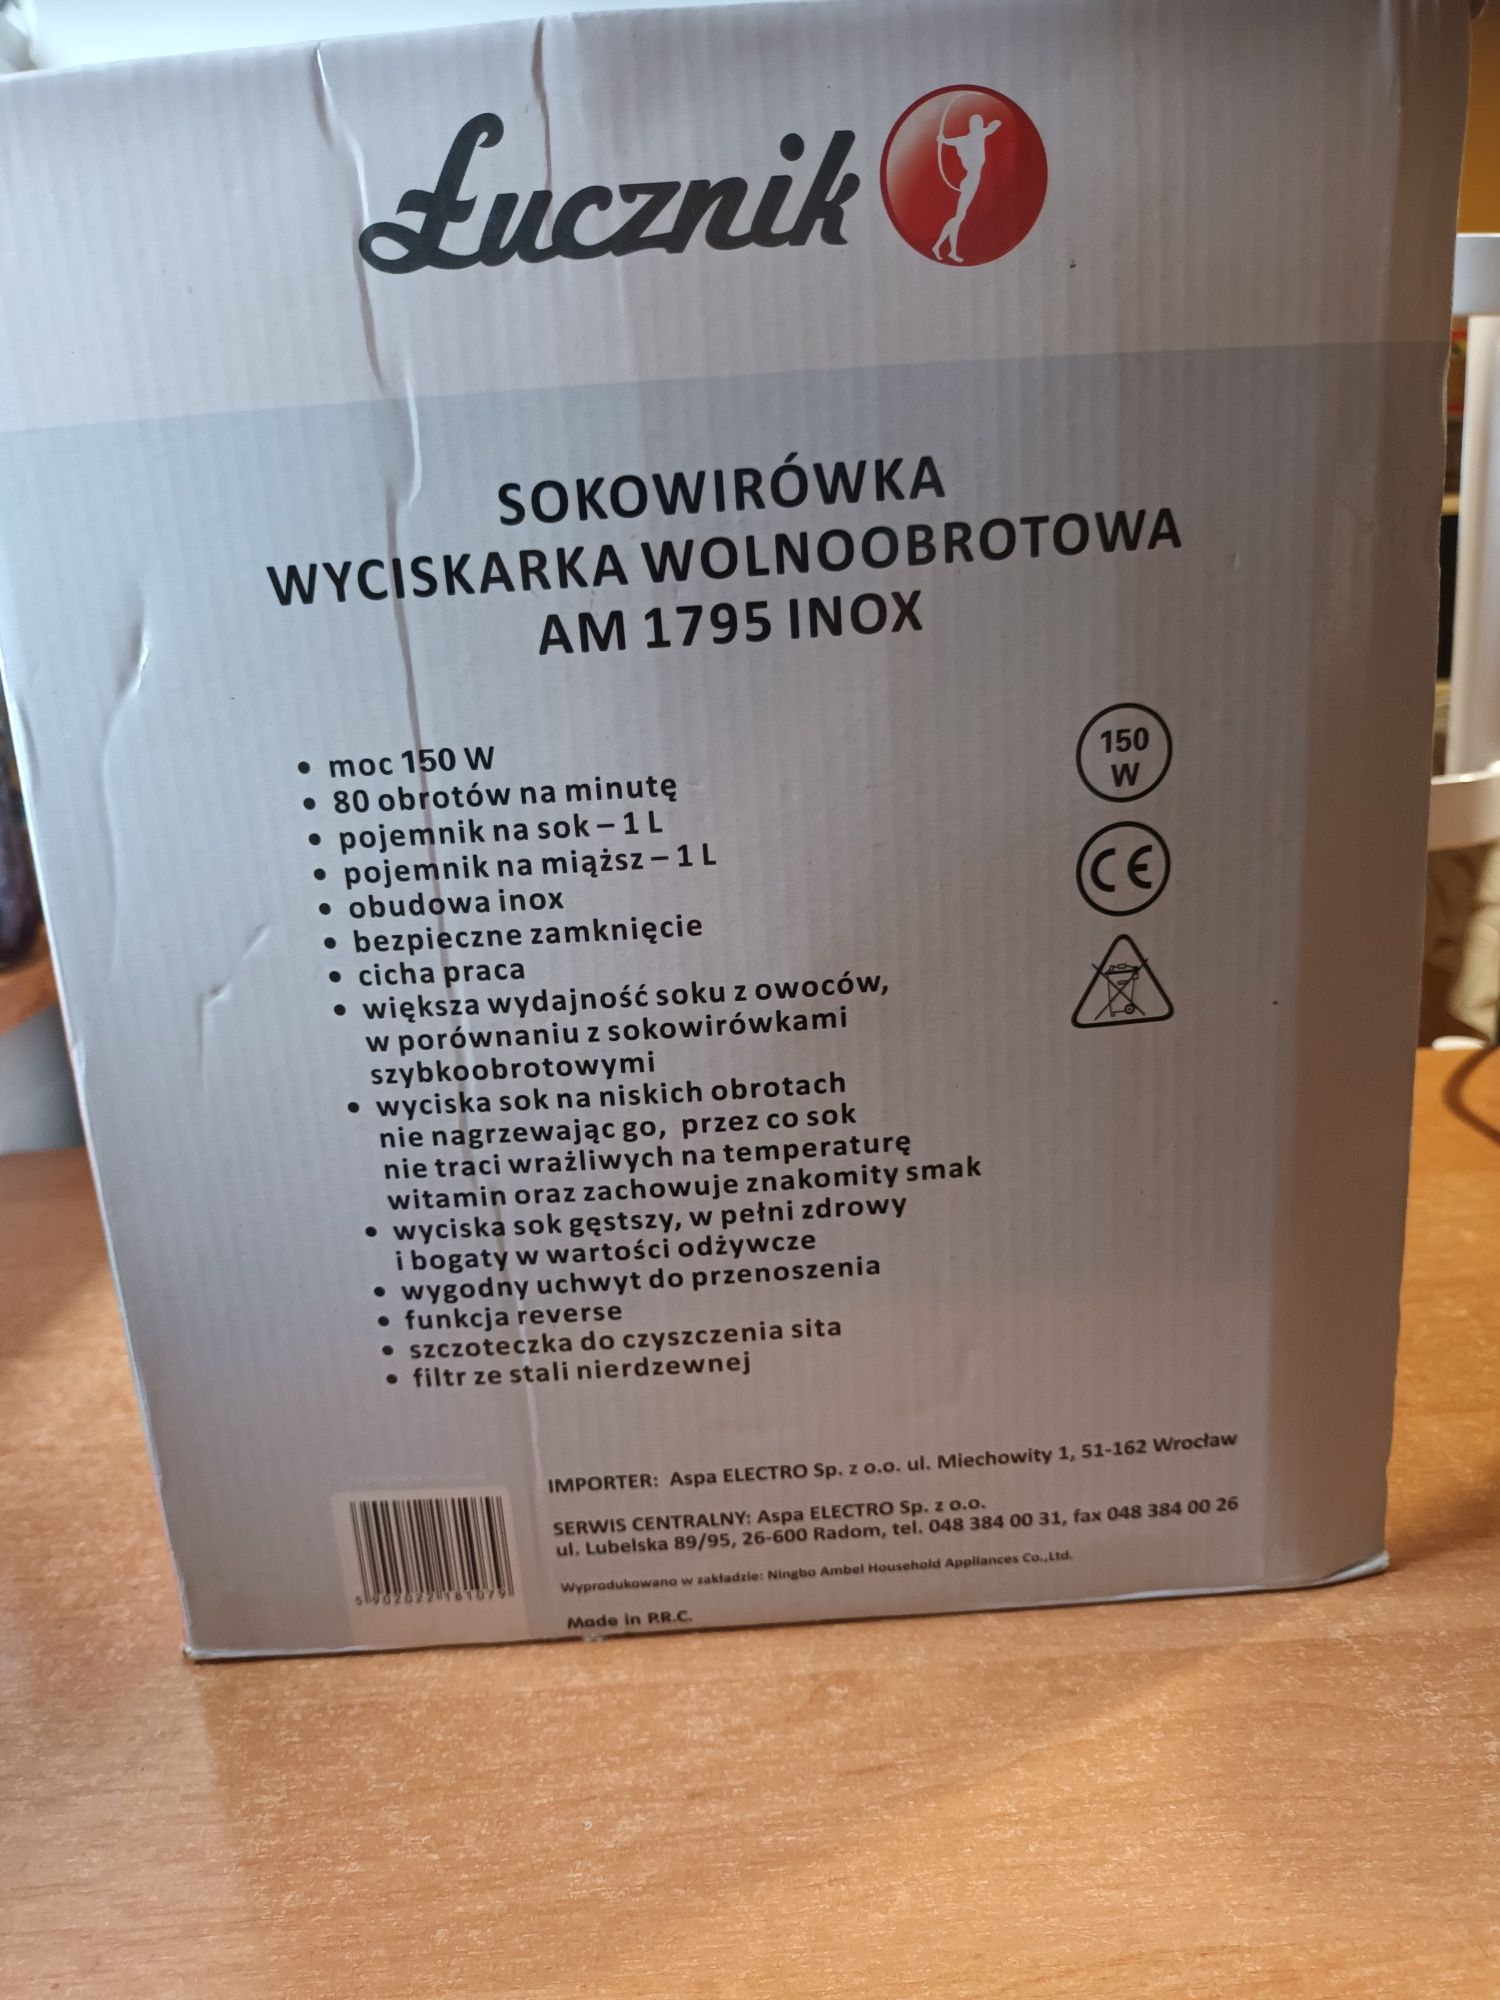 Łucznik
SOKOWIRÓWKA
WYCISKARKA WOLNOOBROTOWA
AM 1795 INOX
• moc 150 W
• 80 obrotów na minutę
• pojemnik na sok – 1 L
• pojemnik na miąższ – 1 L
• obudowa inox
• bezpieczne zamknięcie
• cicha praca
• większa wydajność soku z owoców,
w porównaniu z sokowirówkami
szybkoobrotowymi
• wyciska sok na niskich obrotach
nie nagrzewając go, przez co sok
nie traci wrażliwych na temperaturę
witamin oraz zachowuje znakomity smak
• wyciska sok gęstszy, w pełni zdrowy
i bogaty w wartości odżywcze
• wygodny uchwyt do przenoszenia
• funkcja reverse
• szczoteczka do czyszczenia sita
• filtr ze stali nierdzewnej
150
W
CE
IMPORTER: Aspa ELECTRO Sp. z o.o. ul. Miechowity 1, 51-162 Wrocław
SERWIS CENTRALNY: Aspa ELECTRO Sp. z o.o.
ul. Lubelska 89/95, 26-600 Radom, tel. 048 384 00 31, fax 048 384 00 26
Wyprodukowano w zakładzie: Ningbo Ambel Household Appliances Co.,Ltd.
Made in P.R.C.
5 902022 181079